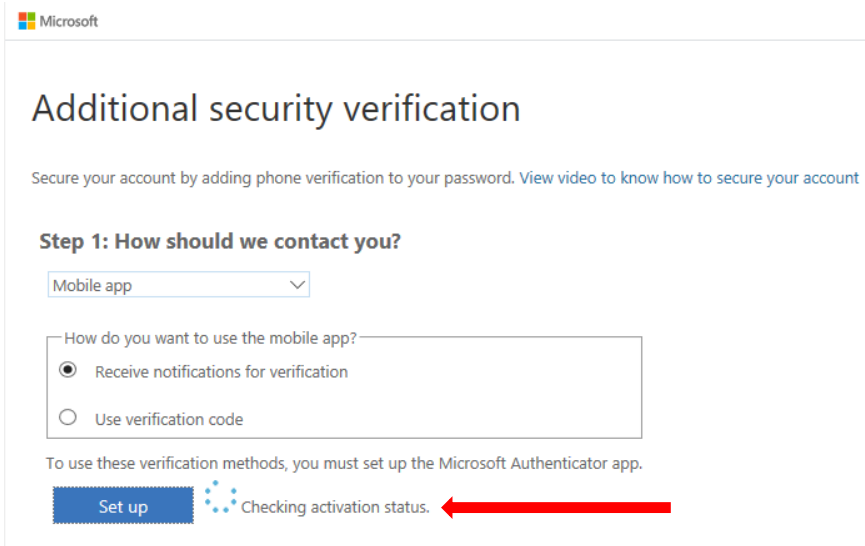 Microsoft
Additional security verification
Secure your account by adding phone verification to your password. View video to know how to secure your account
Step 1: How should we contact you?
Mobile app
How do you want to use the mobile app?
Receive notifications for verification
Use verification code
To use these verification methods, you must set up the Microsoft Authenticator app.
Set up Checking activation status.